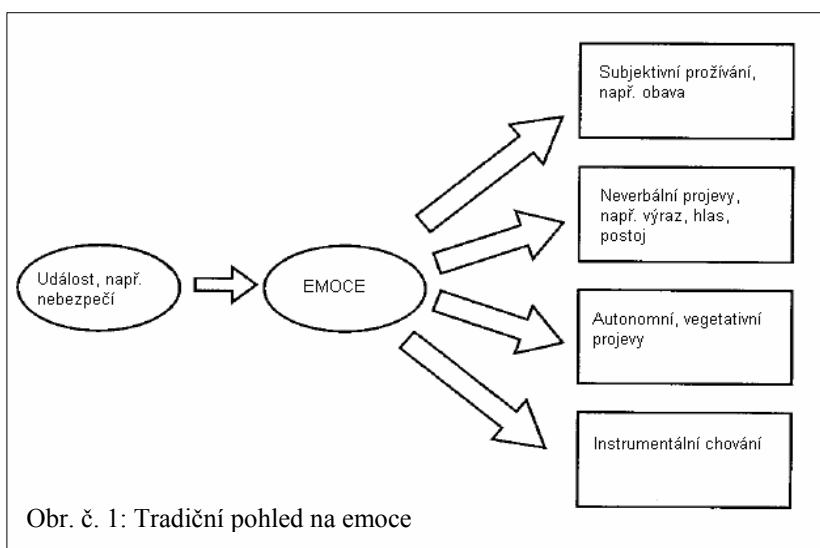 Subjektivní prožívání,
např. obava
Neverbální projevy,
např. výraz, hlas,
postoj
Událost, např.
nebezpečí
EMOCE
Autonomní, vegetativní
projevy
Instrumentální chování
Obr. č. 1: Tradiční pohled na emoce